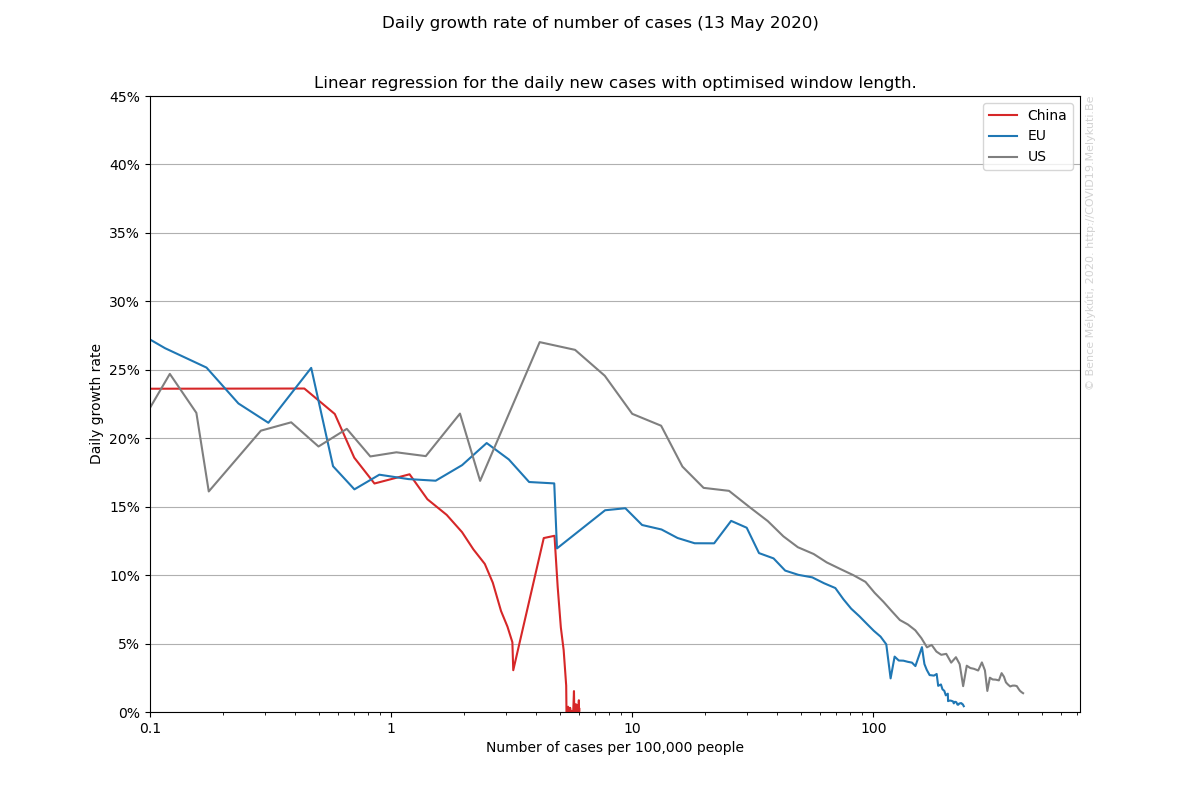 Daily growth rate of number of cases (13 May 2020)
Linear regression for the daily new cases with optimised window length.
45%
40%
35%
30%
25%
20%
15%
10%
5%
0%
Daily growth rate
0.1
1
10
100
Number of cases per 100,000 people
China
EU
US
© Bence Mélykúti, 2020. http://COVID19.Melykuti.Be